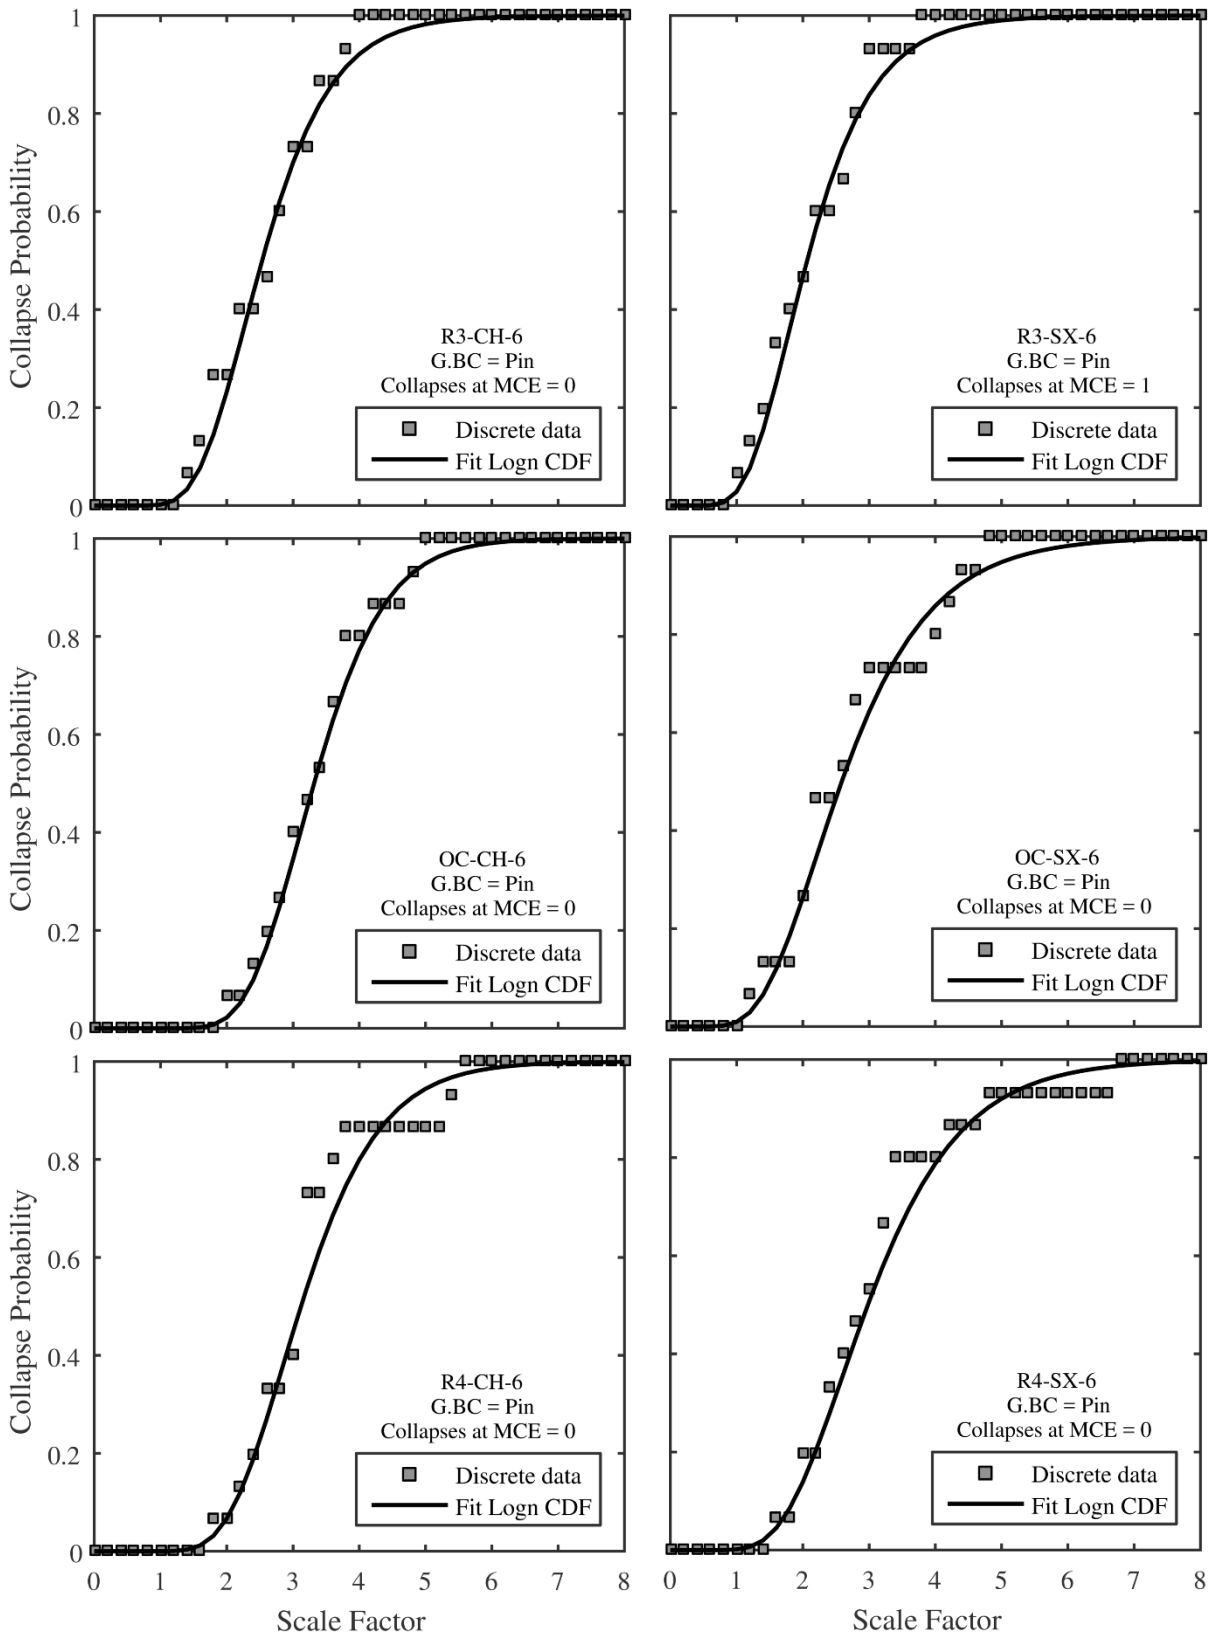 1
0.8
0.6
0.4
0.2
0
Collapse Probability
R3-CH-6
G.BC = Pin
Collapses at MCE = 0
Discrete data
Fit Logn CDF
R3-SX-6
G.BC = Pin
Collapses at MCE = 1
Discrete data
Fit Logn CDF
1
0.8
0.6
0.4
0.2
0
Collapse Probability
OC-CH-6
G.BC = Pin
Collapses at MCE = 0
Discrete data
Fit Logn CDF
OC-SX-6
G.BC = Pin
Collapses at MCE = 0
Discrete data
Fit Logn CDF
1
0.8
0.6
0.4
0.2
0
Collapse Probability
R4-CH-6
G.BC = Pin
Collapses at MCE = 0
Discrete data
Fit Logn CDF
0 1 2 3 4 5 6 7 8
Scale Factor
R4-SX-6
G.BC = Pin
Collapses at MCE = 0
Discrete data
Fit Logn CDF
0 1 2 3 4 5 6 7 8
Scale Factor